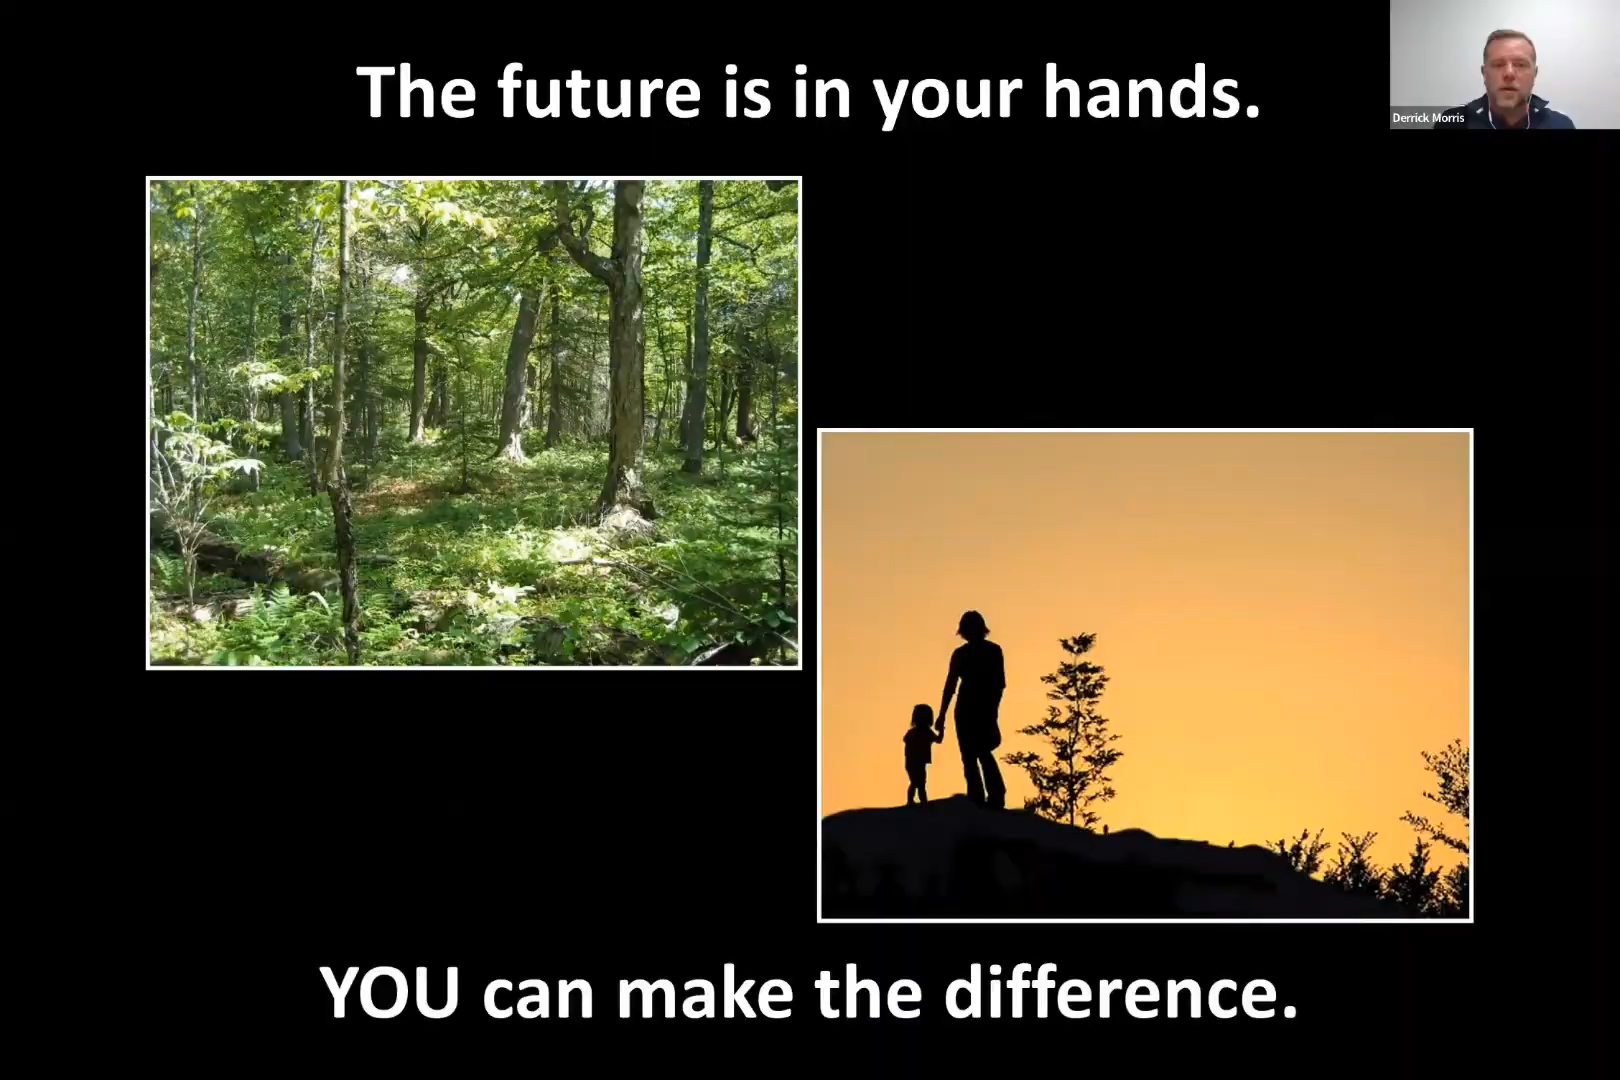 The future is in your hands.
Derrick Morris
YOU can make the difference.